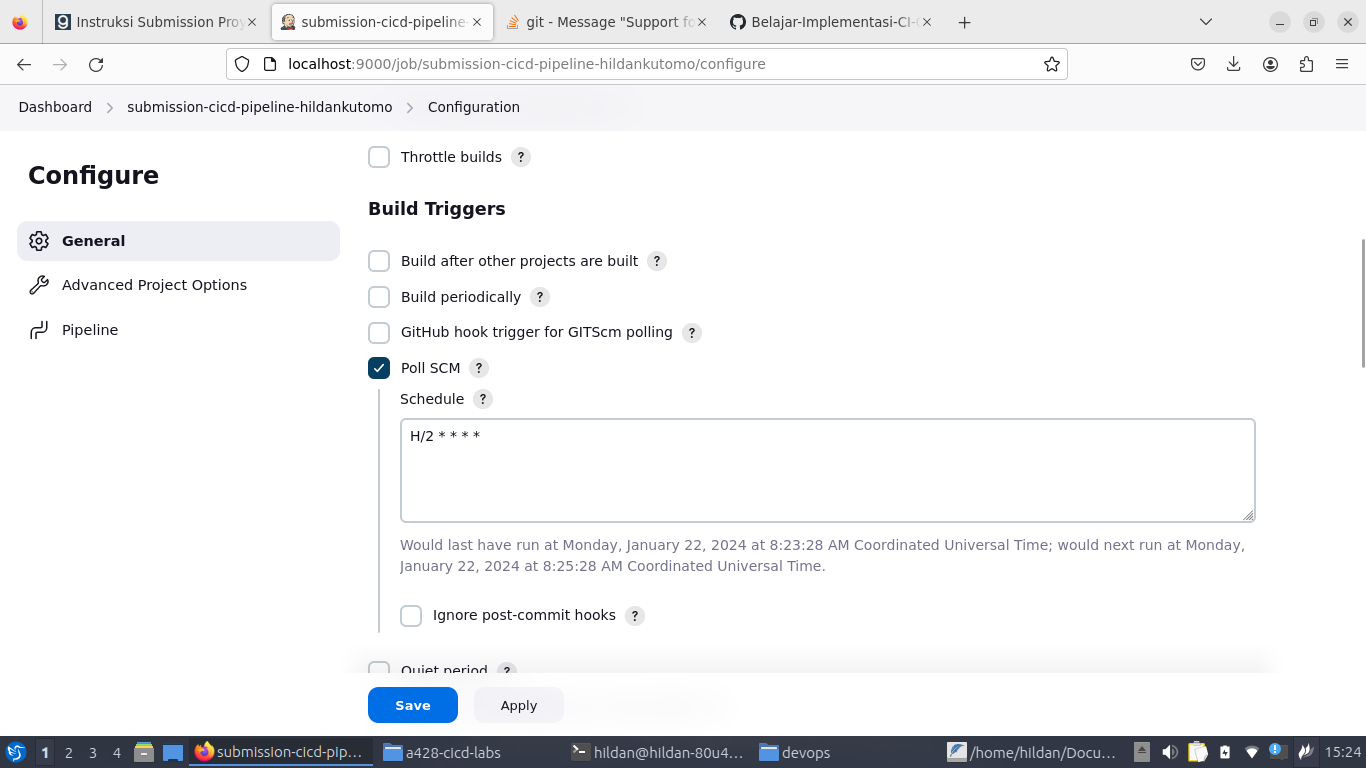 Instruksi Submission Proy
submission-cicd-pipeline-
git - Message "Support fo
Belajar-Implementasi-CI-C
localhost:9000/job/submission-cicd-pipeline-hildankutomo/configure
Dashboard > submission-cicd-pipeline-hildankutomo > Configuration
Configure
General
Advanced Project Options
Pipeline
Throttle builds ?
Build Triggers
Build after other projects are built ?
Build periodically ?
GitHub hook trigger for GITScm polling ?
Poll SCM ?
Schedule ?
H/2 * * * *
Would last have run at Monday, January 22, 2024 at 8:23:28 AM Coordinated Universal Time; would next run at Monday,
January 22, 2024 at 8:25:28 AM Coordinated Universal Time.
Ignore post-commit hooks ?
Quiet period ?
Save
Apply
1 2 3 4 submission-cicd-pip... a428-cicd-labs hildan@hildan-80u4... devops /home/hildan/Docu... 15:24